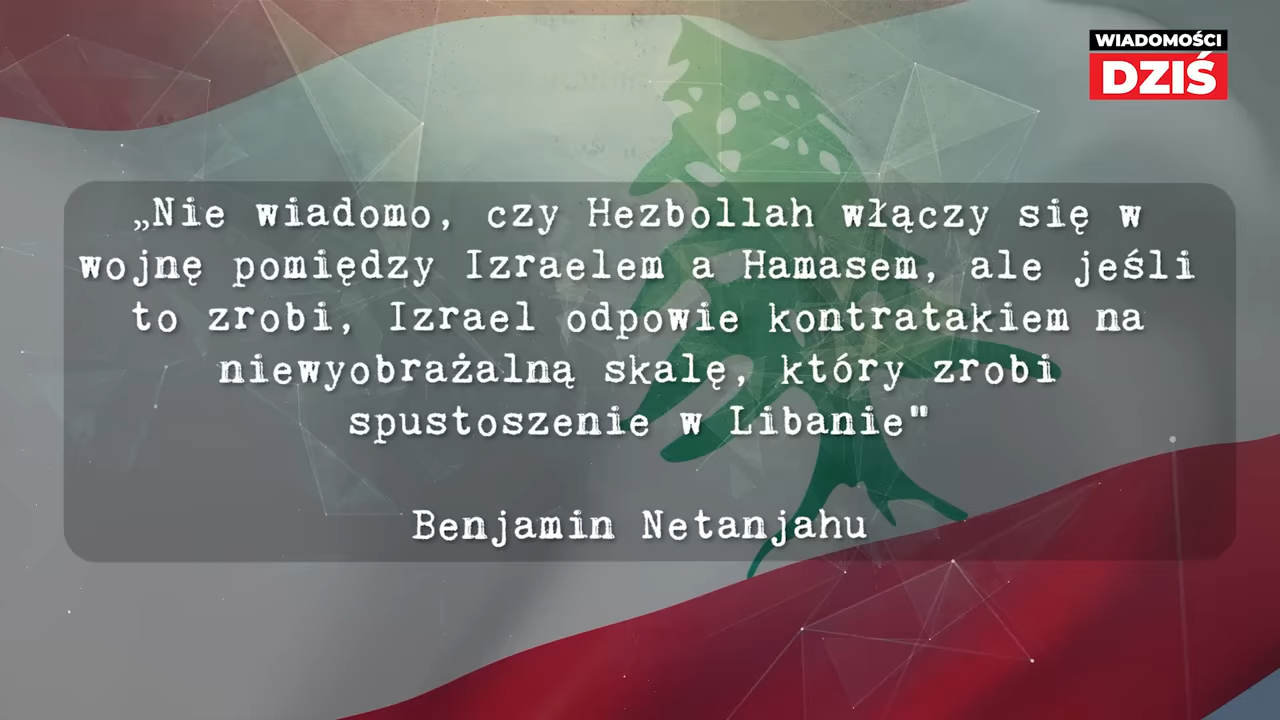 WIADOMOŚCI
DZIŚ
„Nie wiadomo, czy Hezbollah włączy się w
wojnę pomiędzy Izraelem a Hamasem, ale jeśli
to zrobi, Izrael odpowie kontratakiem na
niewyobrażalną skalę, który zrobi
spustoszenie w Libanie"
Benjamin Netanjahu